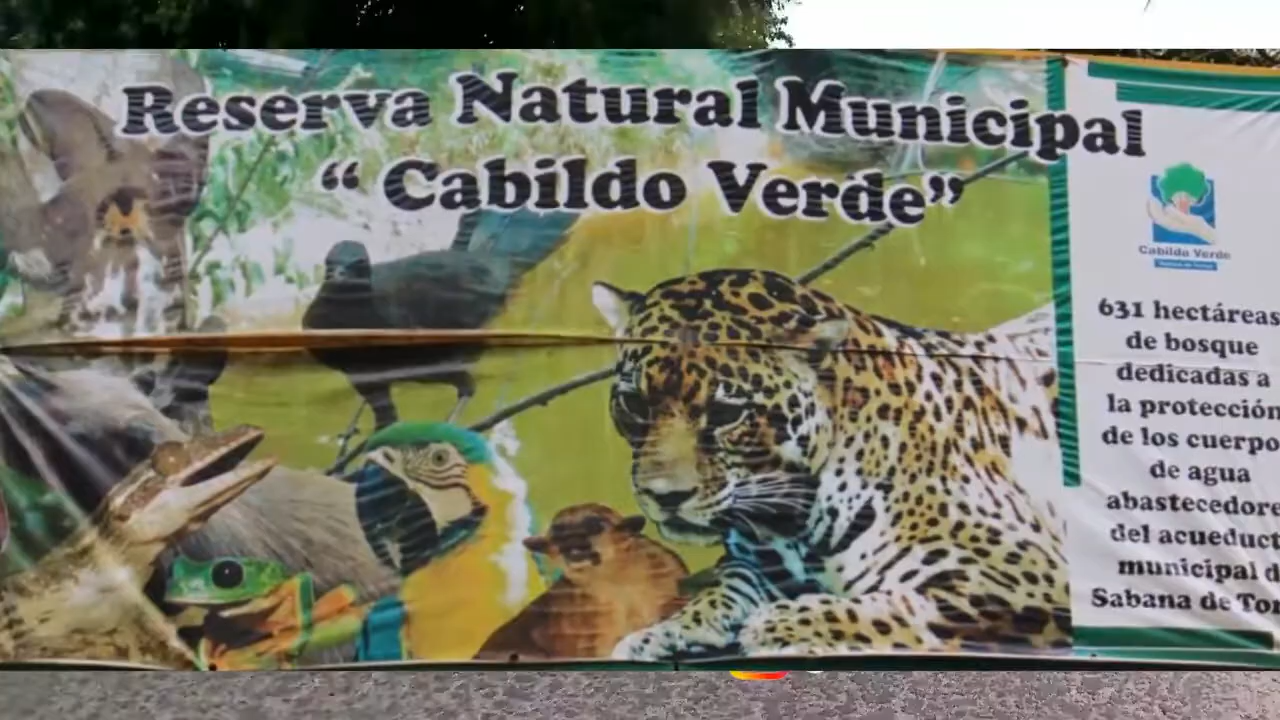 Reserva Natural Municipal
“ Cabildo Verde”
Cabildo Verde
631 hectáreas
de bosque
dedicadas a
la protección
de los cuerpo
de agua
abastecedore
del acueduct
municipal d
Sabana de Tor